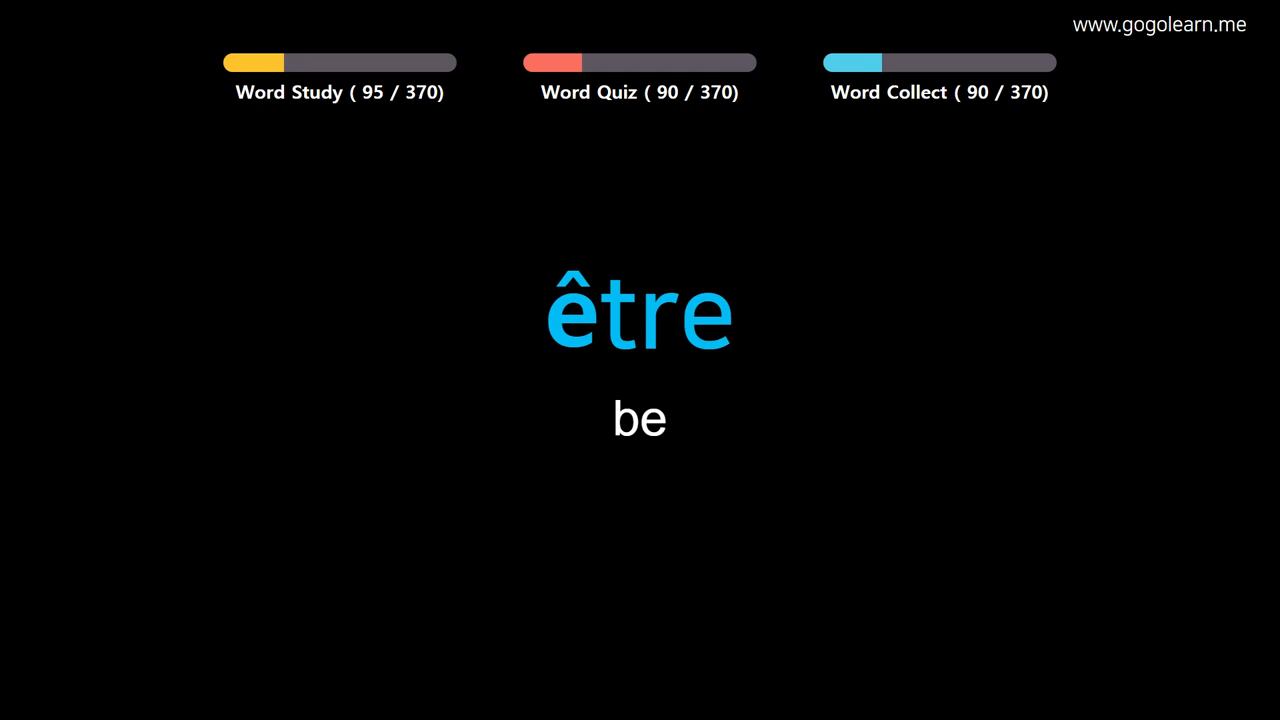 www.gogolearn.me
Word Study ( 95 / 370)
Word Quiz ( 90 / 370)
Word Collect ( 90 / 370)
être
be